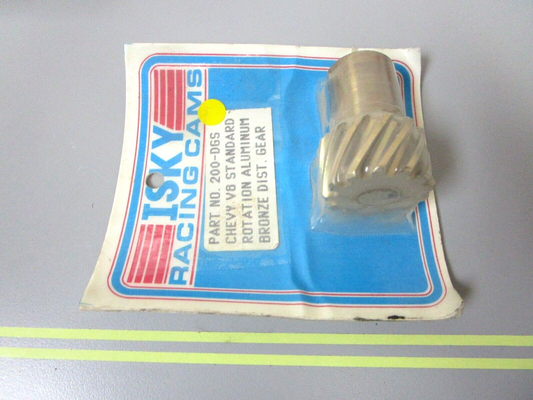 ISKY
RACING CAMS
PART NO. 200-DGS
CHEVY V8 STANDARD
ROTATION ALUMINUM
BRONZE DIST. GEAR